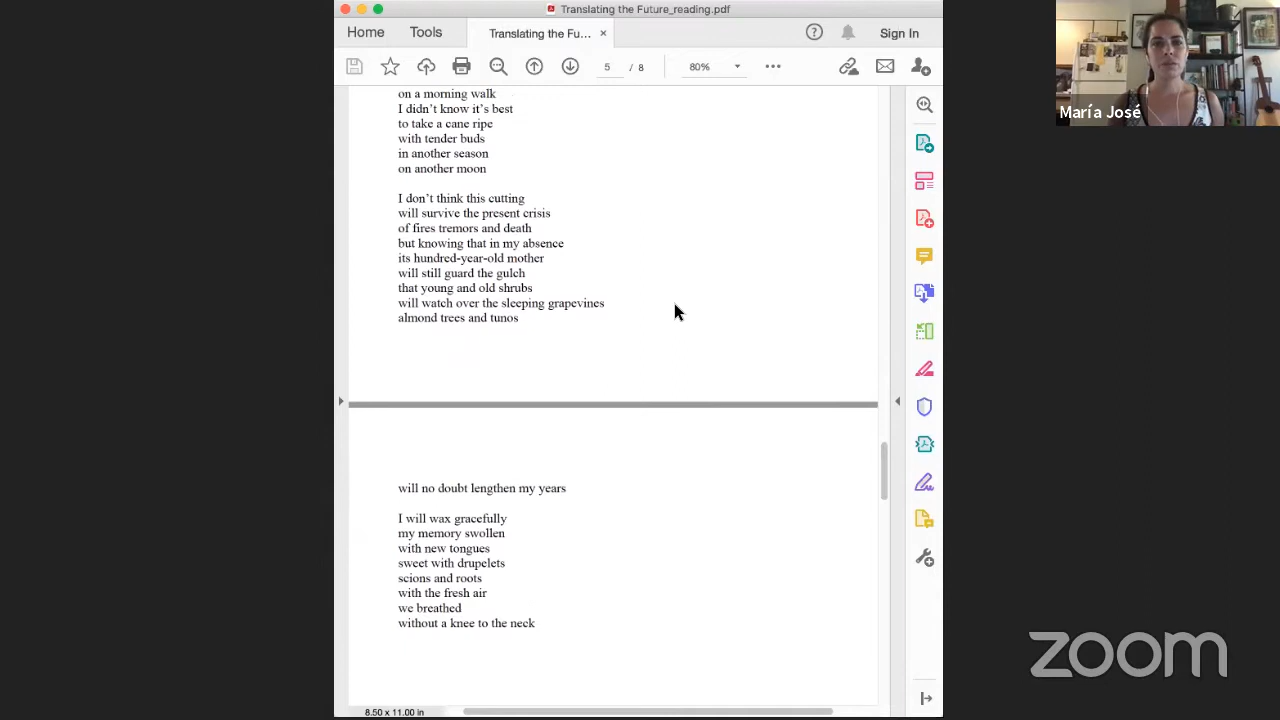 Translating the Future_reading.pdf
Home
Tools
Translating the Fu...
×
Sign In
5 / 8
80%
María José
on a morning walk
I didn't know it's best
to take a cane ripe
with tender buds
in another season
on another moon
I don't think this cutting
will survive the present crisis
of fires tremors and death
but knowing that in my absence
its hundred-year-old mother
will still guard the gulch
that young and old shrubs
will watch over the sleeping grapevines
almond trees and tunos
will no doubt lengthen my years
I will wax gracefully
my memory swollen
with new tongues
sweet with drupelets
scions and roots
with the fresh air
we breathed
without a knee to the neck
8.50 x 11.00 in
zoom